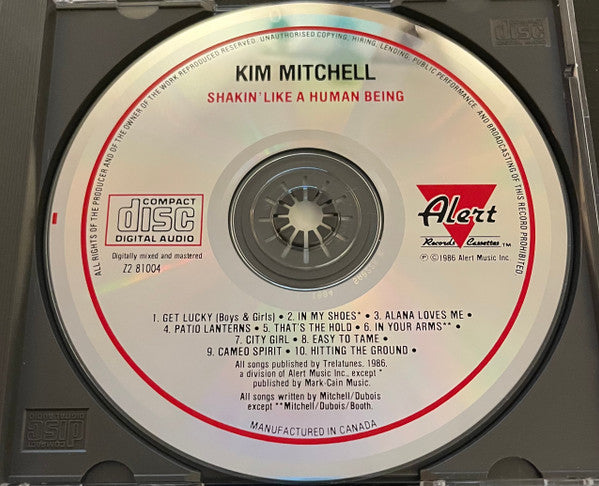 ALL RIGHTS OF THE PRODUCER AND OF THE OWNER OF THE WORK REPRODUCED RESERVED. UNAUTHORISED COPYING, HIRING, LENDING, PUBLIC PERFORMANCE AND BROADCASTING OF THIS RECORD PROHIBITED
KIM MITCHELL
SHAKIN' LIKE A HUMAN BEING
COMPACT
disc
DIGITAL AUDIO
Digitally mixed and mastered
Z2 81004
Alert
Records Cassettes TM
℗ ©1986 Alert Music Inc.
1. GET LUCKY (Boys & Girls) • 2. IN MY SHOES* • 3. ALANA LOVES ME •
4. PATIO LANTERNS • 5. THAT'S THE HOLD • 6. IN YOUR ARMS** •
7. CITY GIRL • 8. EASY TO TAME •
9. CAMEO SPIRIT • 10. HITTING THE GROUND •
All songs published by Trelatunes, 1986,
a division of Alert Music Inc., except *
published by Mark-Cain Music.
All songs written by Mitchell/Dubois
except **Mitchell/Dubois/Booth.
MANUFACTURED IN CANADA
COMPACT
disc
DIGITAL AUDIO